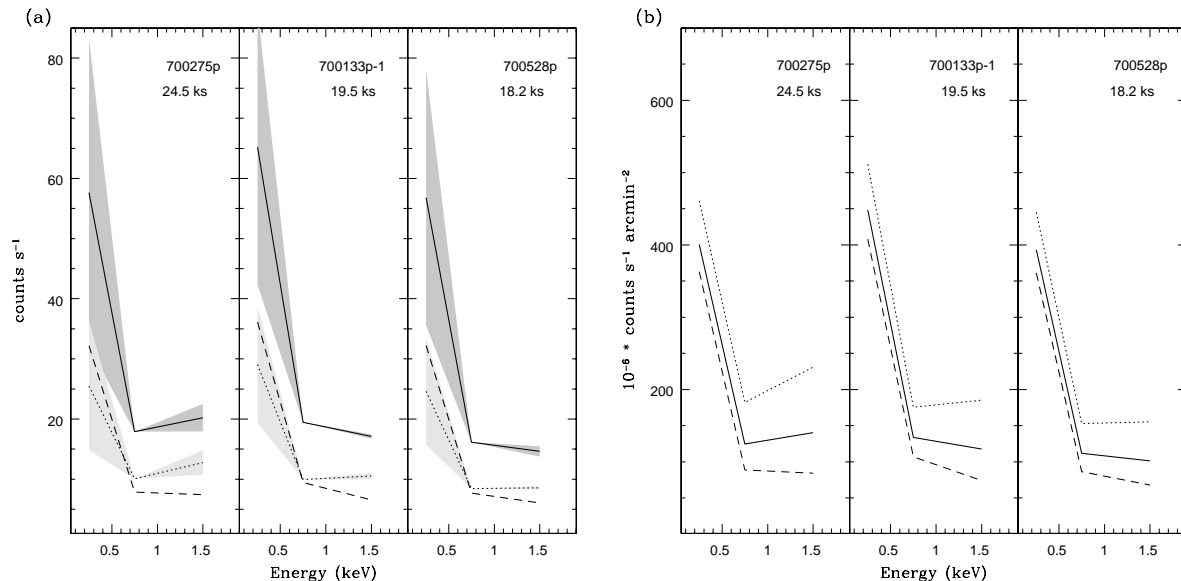 (a)
700275p
24.5 ks
700133p-1
19.5 ks
700528p
18.2 ks
80
60
40
20
counts s⁻¹
0.5 1 1.5 0.5 1 1.5 0.5 1 1.5
Energy (keV)
(b)
700275p
24.5 ks
700133p-1
19.5 ks
700528p
18.2 ks
600
400
200
10⁻⁶ * counts s⁻¹ arcmin⁻²
0.5 1 1.5 0.5 1 1.5 0.5 1 1.5
Energy (keV)